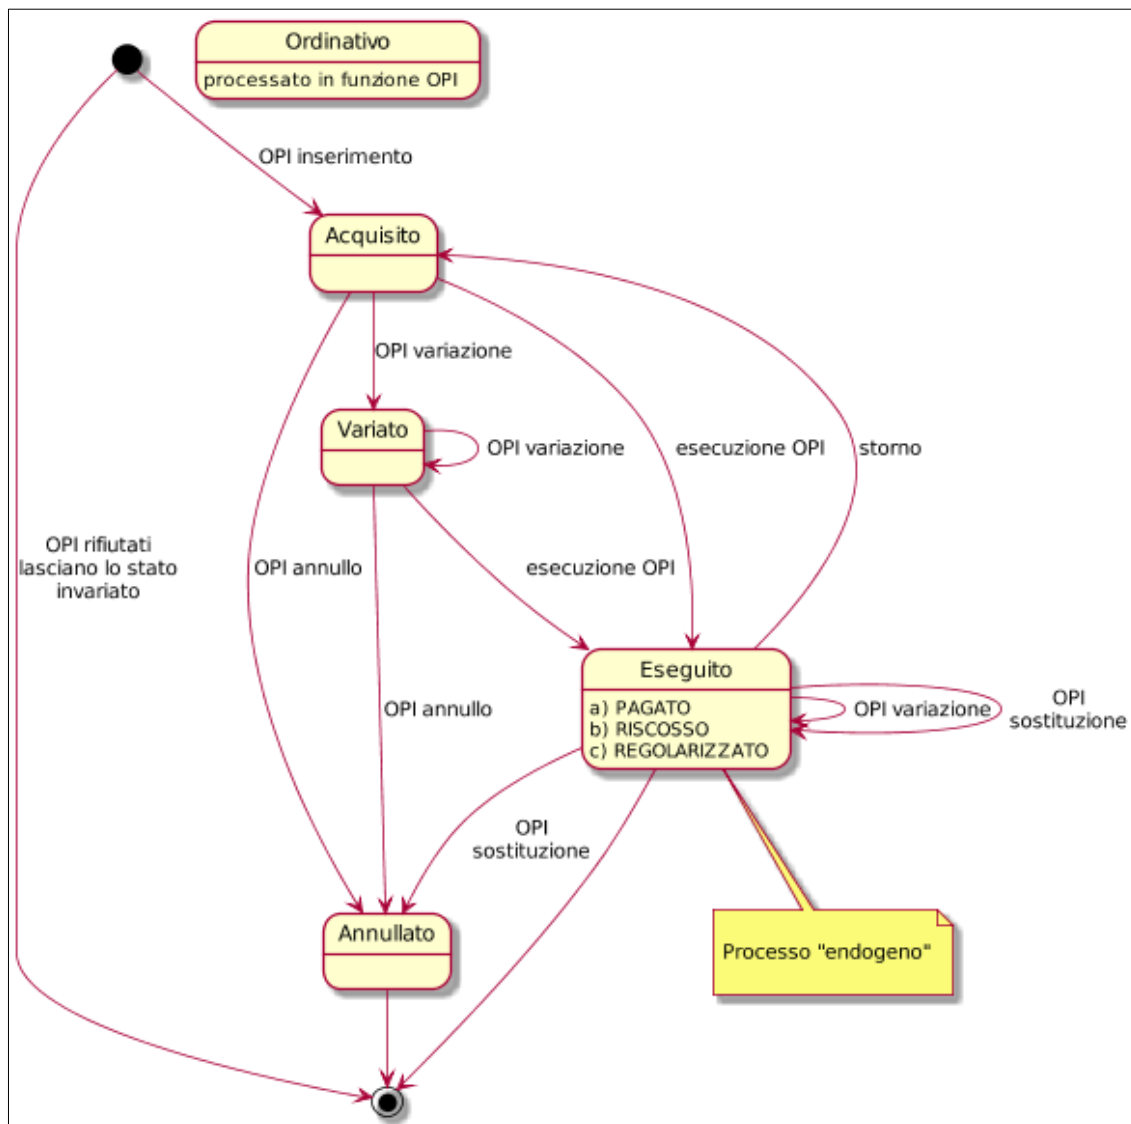 Ordinativo
processato in funzione OPI
OPI inserimento
Acquisito
OPI variazione
Variato
OPI variazione
esecuzione OPI
storno
OPI rifiutati
lasciano lo stato
invariato
OPI annullo
esecuzione OPI
Eseguito
a) PAGATO
b) RISCOSSO
c) REGOLARIZZATO
OPI variazione
OPI
sostituzione
OPI annullo
OPI
sostituzione
Annullato
Processo "endogeno"